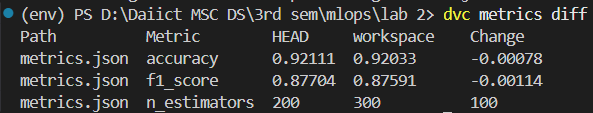 (env) PS D:\Daiict MSC DS\3rd sem\mlops\lab 2> dvc metrics diff
Path Metric HEAD workspace Change
metrics.json accuracy 0.92111 0.92033 -0.00078
metrics.json f1_score 0.87704 0.87591 -0.00114
metrics.json n_estimators 200 300 100